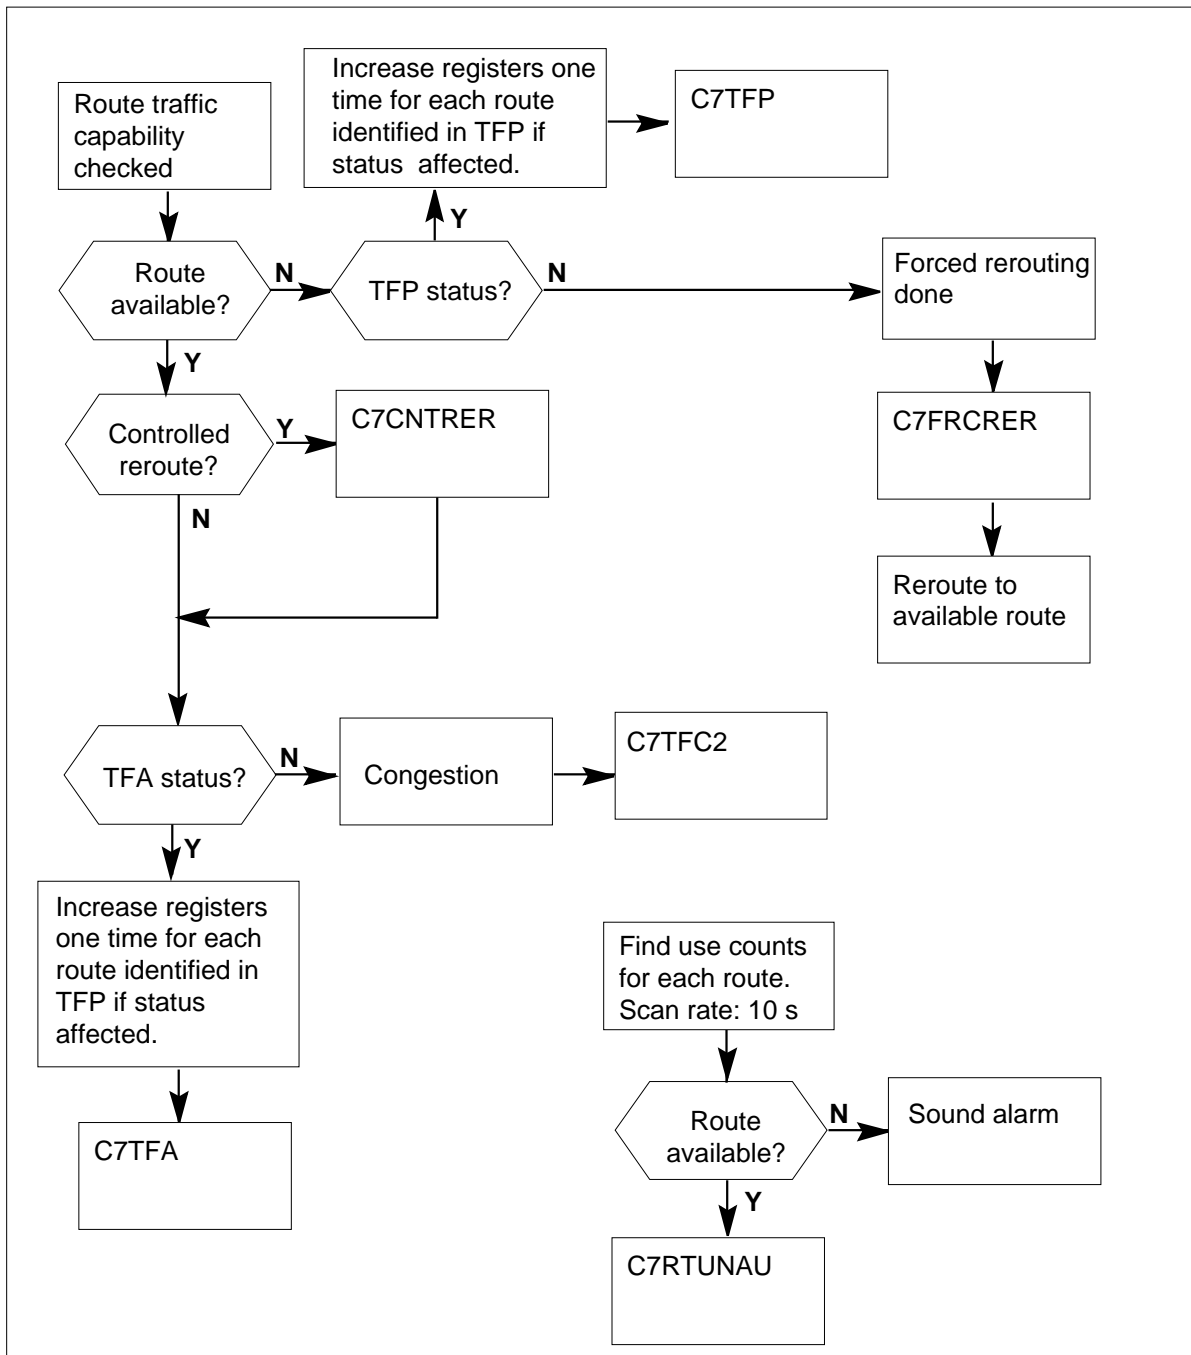 Route traffic
capability
checked
Increase registers one
time for each route
identified in TFP if
status affected.
C7TFP
Y
Route
available?
N
TFP status?
N
Forced rerouting
done
Y
Controlled
reroute?
Y
C7CNTRER
C7FRCRER
N
Reroute to
available route
TFA status?
N
Congestion
C7TFC2
Y
Increase registers
one time for each
route identified in
TFP if status
affected.
C7TFA
Find use counts
for each route.
Scan rate: 10 s
Route
available?
N
Sound alarm
Y
C7RTUNAU